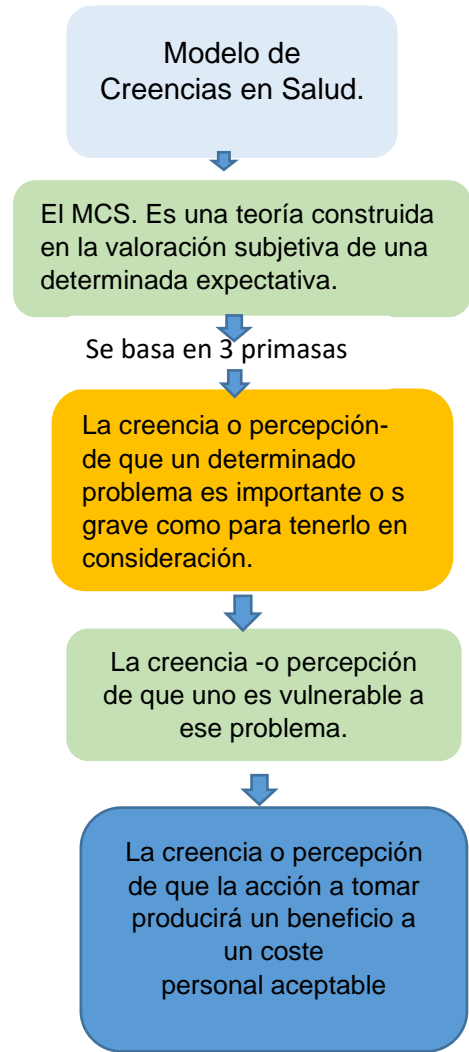 Modelo de
Creencias en Salud.
El MCS. Es una teoría construida
en la valoración subjetiva de una
determinada expectativa.
Se basa en 3 primasas
La creencia o percepción-
de que un determinado
problema es importante o s
grave como para tenerlo en
consideración.
La creencia -o percepción
de que uno es vulnerable a
ese problema.
La creencia o percepción
de que la acción a tomar
producirá un beneficio a
un coste
personal aceptable